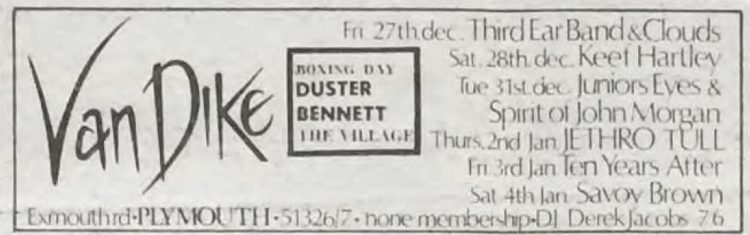 Van Dike
BOXING DAY
DUSTER
BENNETT
THE VILLAGE
Fri 27th dec. Third Ear Band & Clouds
Sat. 28th. dec. Keef Hartley
Tue 31st. dec. Juniors Eyes &
Spirit of John Morgan
Thurs. 2nd Jan JETHRO TULL
Fri 3rd Jan Ten Years After
Sat 4th Jan Savoy Brown
Exmouth rd•PLYMOUTH•51326/7•none membership•DJ Derek Jacobs 7/6